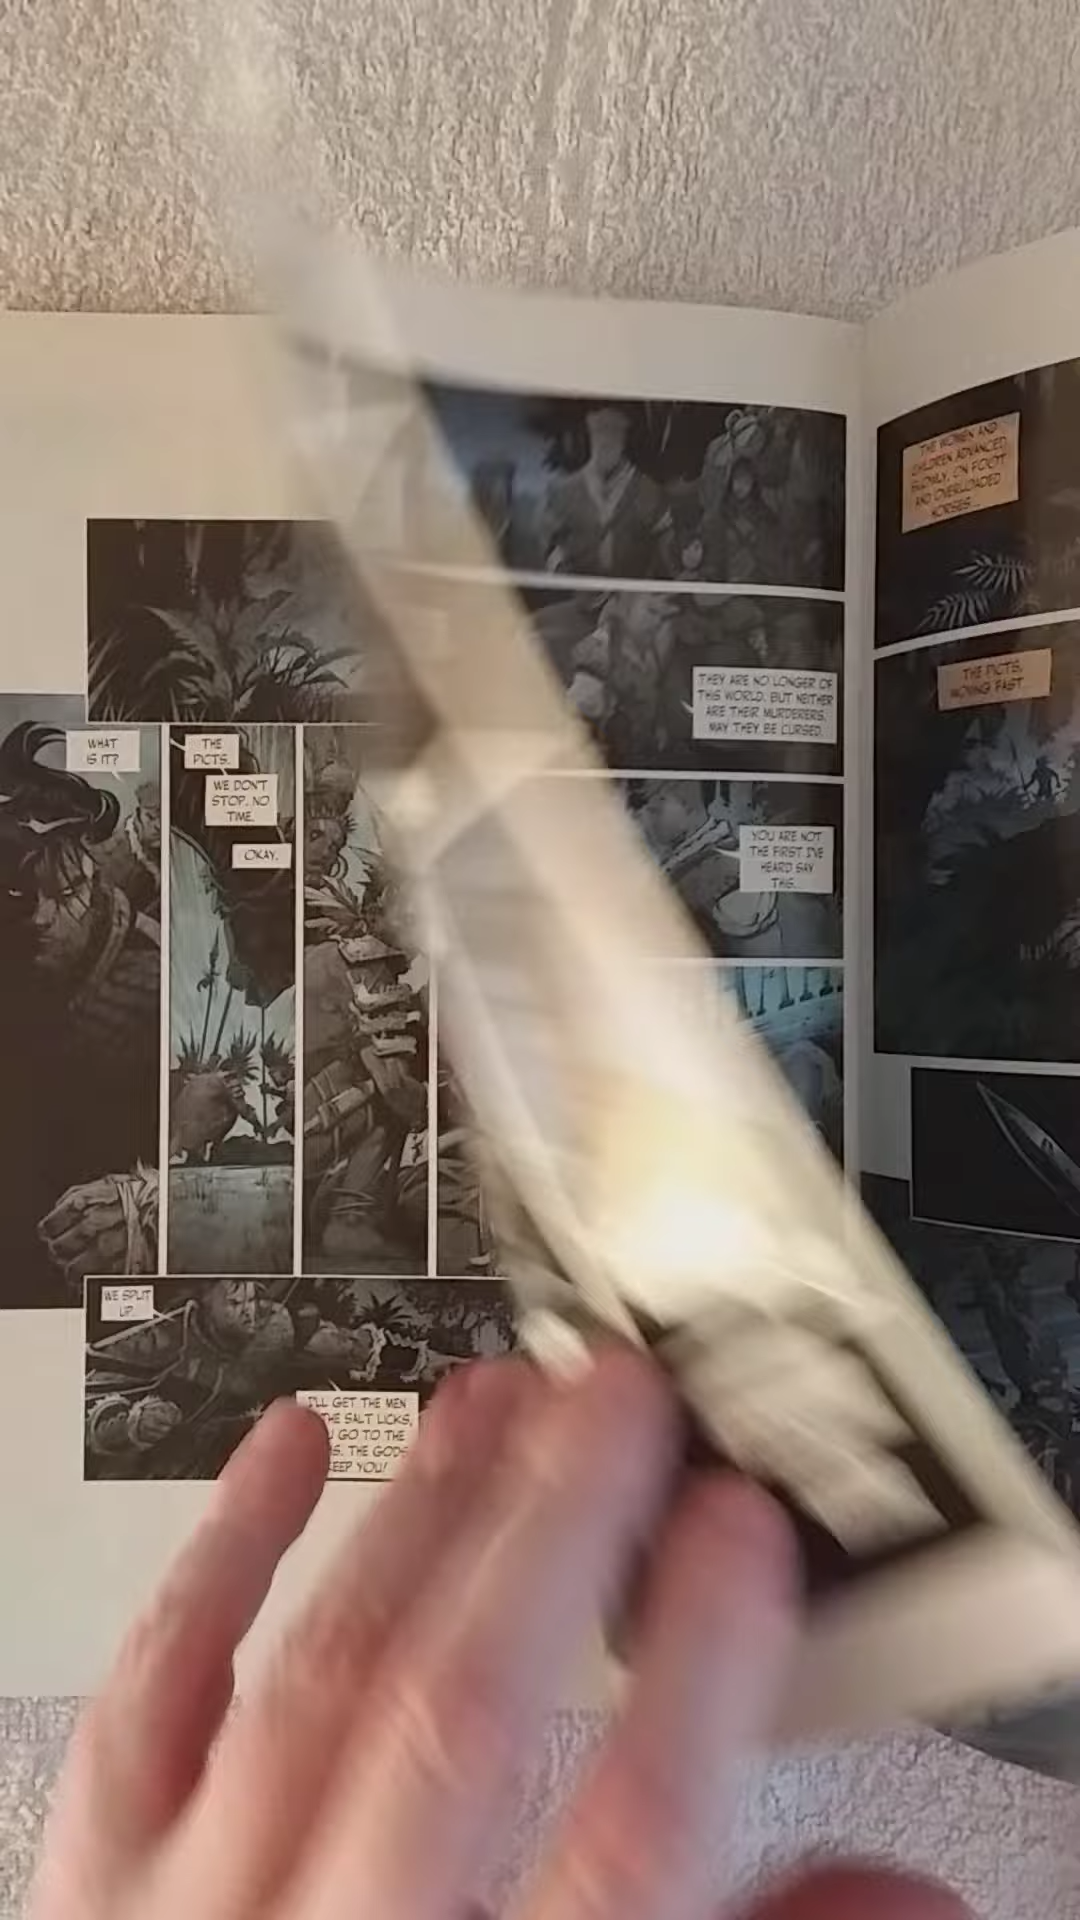 WHAT
IS IT?
THE
PICTS.
WE DON'T
STOP. NO
TIME.
OKAY.
WE SPLIT
UP.
I'LL GET THE MEN
THE SALT LICKS,
GO TO THE
THE GODS
KEEP YOU!
THEY ARE NO LONGER OF
THIS WORLD. BUT NEITHER
ARE THEIR MURDERERS.
MAY THEY BE CURSED.
YOU ARE NOT
THE FIRST I'VE
HEARD SAY
THIS...
THE WOMEN AND
CHILDREN ADVANCED
SLOWLY, ON FOOT
AND OVERLOADED
HORSES...
THE PICTS,
MOVING FAST...